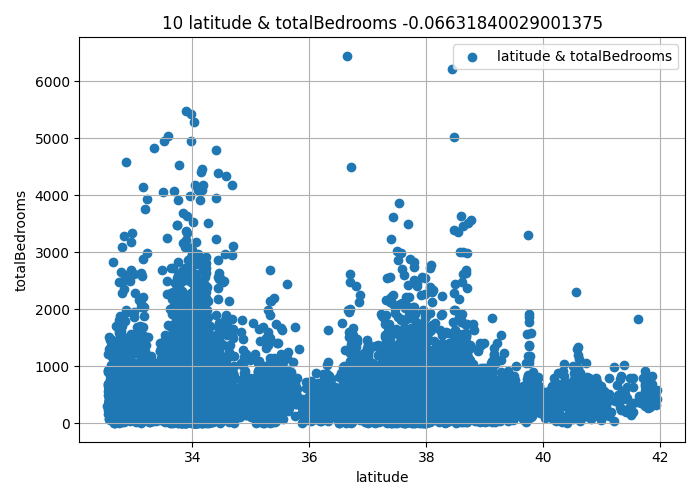 10 latitude & totalBedrooms -0.06631840029001375
latitude & totalBedrooms
6000
5000
4000
3000
2000
1000
0
totalBedrooms
34 36 38 40 42
latitude